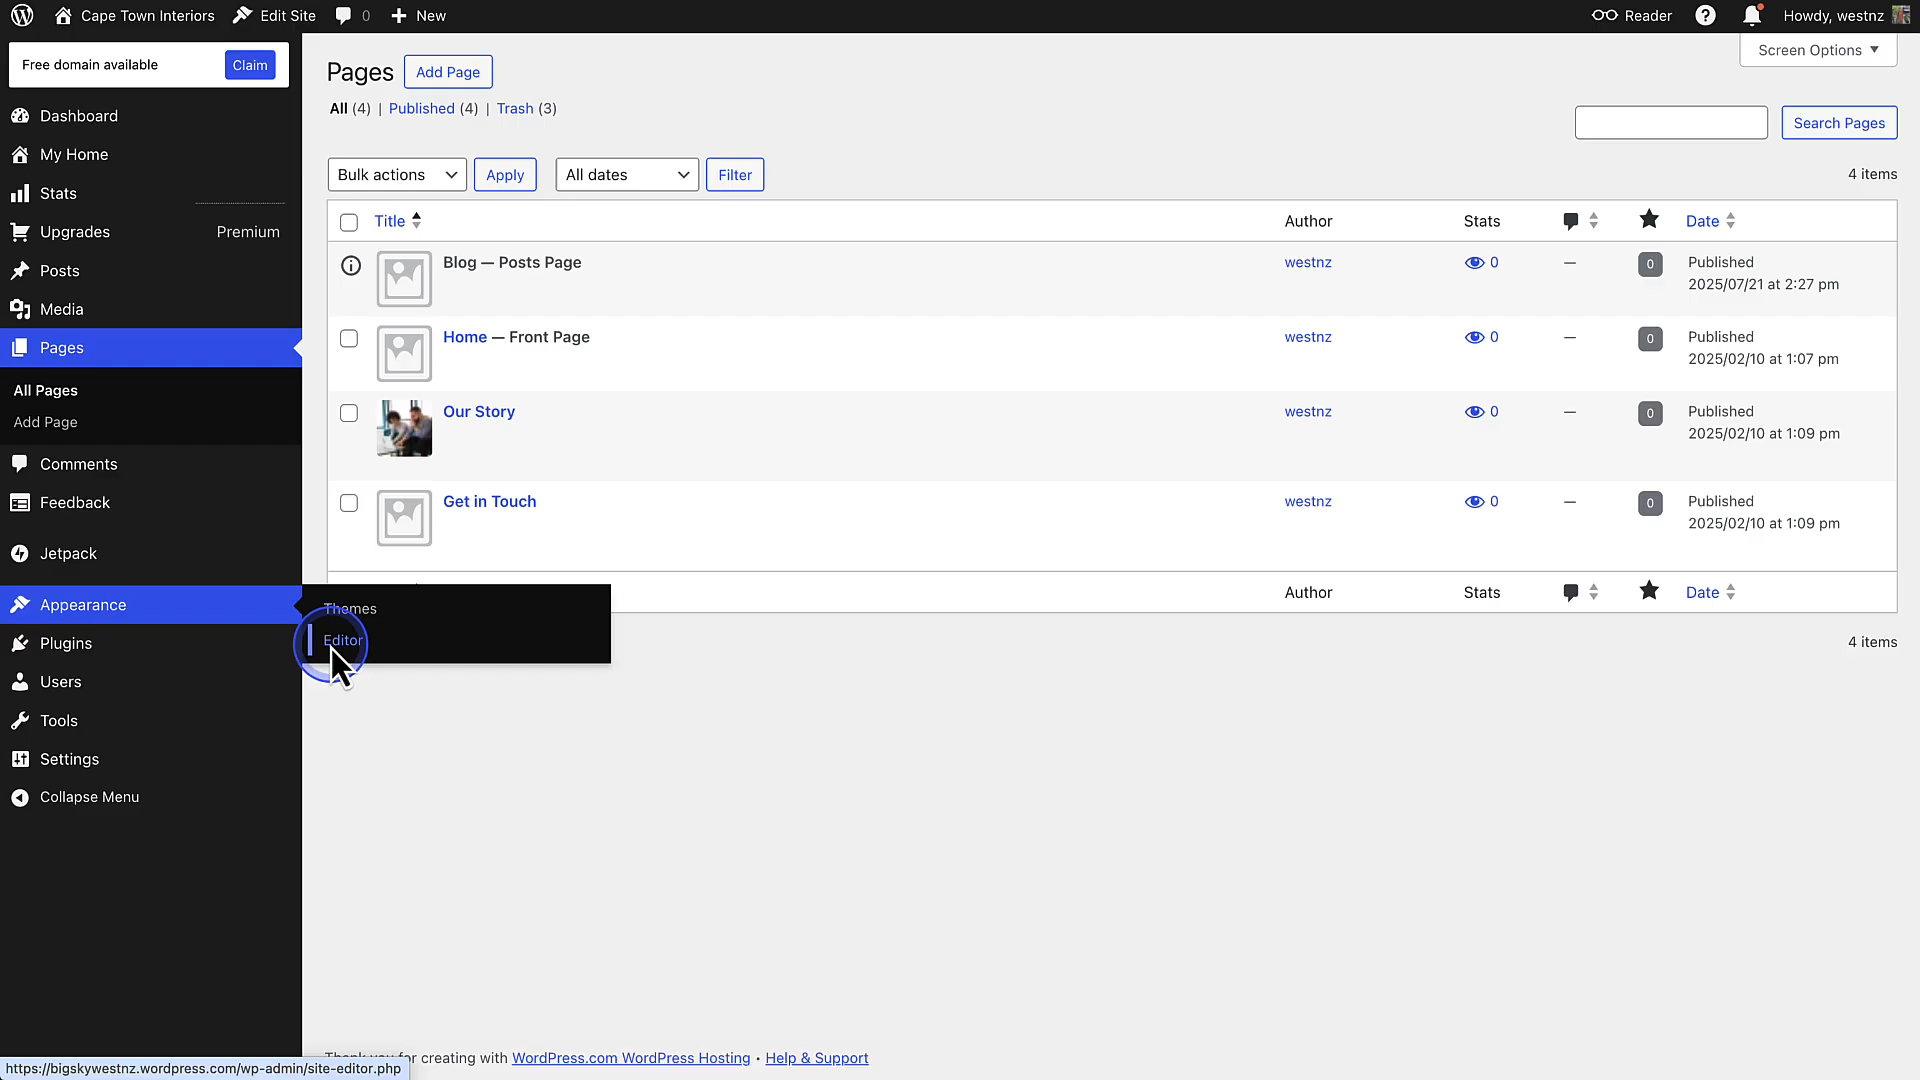 Cape Town Interiors Edit Site 0 New Reader Howdy, westnz
Free domain available Claim
Screen Options
Pages Add Page
All (4) | Published (4) | Trash (3)
Search Pages
Bulk actions Apply All dates Filter 4 items
Dashboard
My Home
Stats
Upgrades Premium
Posts
Media
Pages
All Pages
Add Page
Comments
Feedback
Jetpack
Appearance
Plugins
Users
Tools
Settings
Collapse Menu
Title Author Stats Date
Blog — Posts Page westnz 0 — 0 Published
2025/07/21 at 2:27 pm
Home — Front Page westnz 0 — 0 Published
2025/02/10 at 1:07 pm
Our Story westnz 0 — 0 Published
2025/02/10 at 1:09 pm
Get in Touch westnz 0 — 0 Published
2025/02/10 at 1:09 pm
Author Stats Date
Themes
Editor
4 items
Thank you for creating with WordPress.com WordPress Hosting • Help & Support
https://bigskywestnz.wordpress.com/wp-admin/site-editor.php